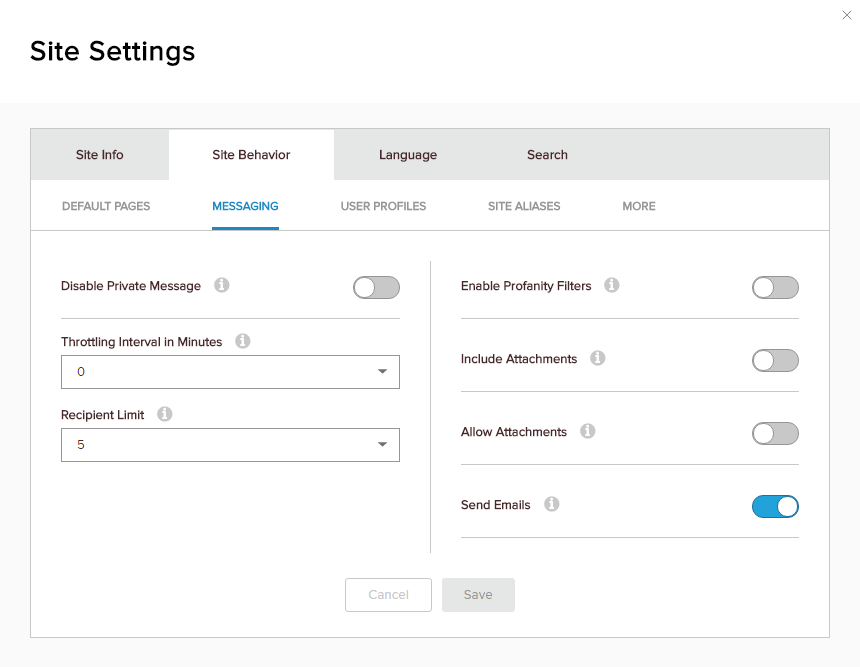 Site Settings
Site Info Site Behavior Language Search
DEFAULT PAGES MESSAGING USER PROFILES SITE ALIASES MORE
Disable Private Message
Throttling Interval in Minutes
0
Recipient Limit
5
Enable Profanity Filters
Include Attachments
Allow Attachments
Send Emails
Cancel Save